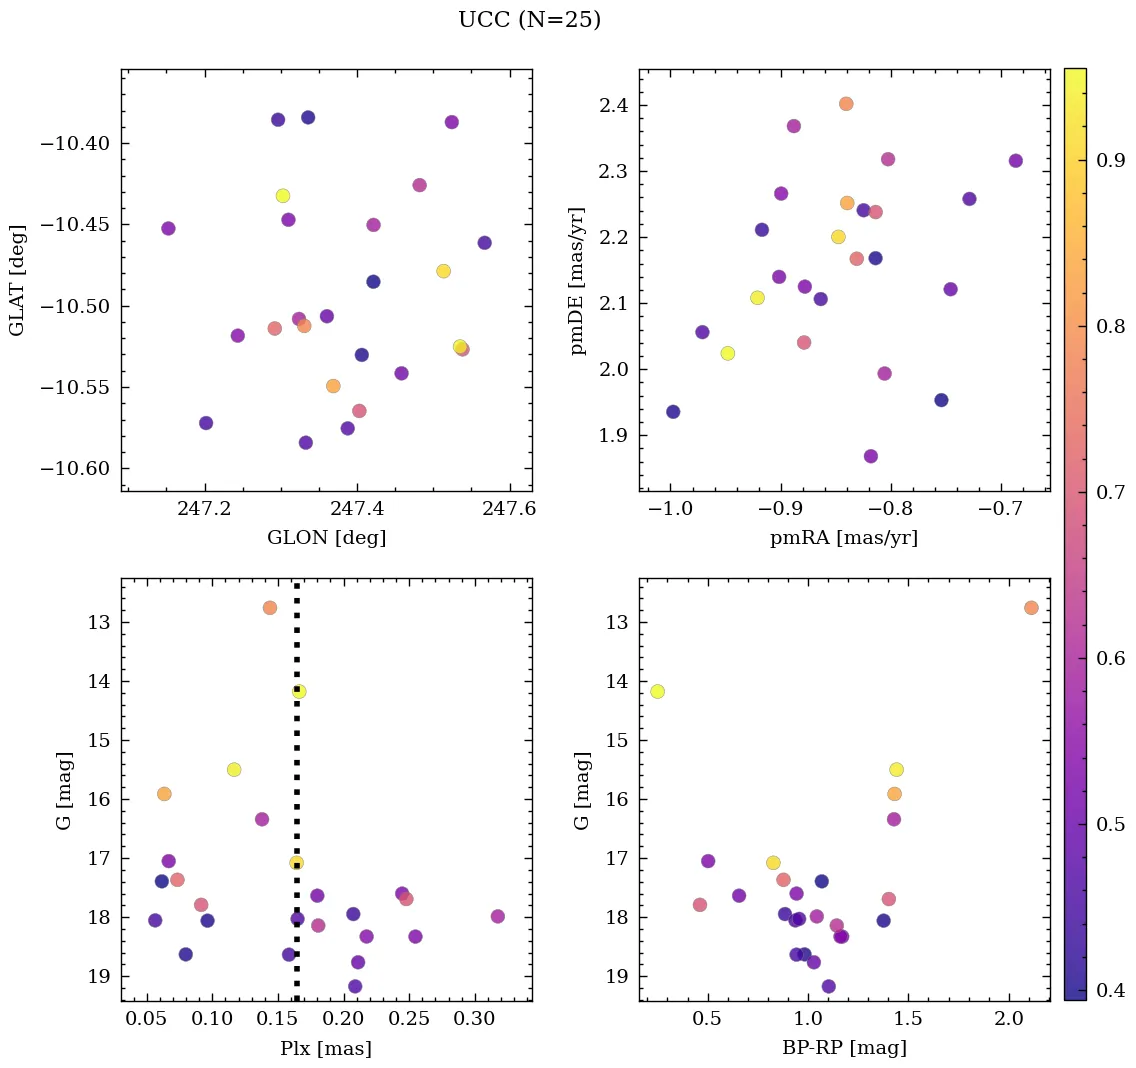 UCC (N=25)
−10.40
−10.45
−10.50
−10.55
−10.60
GLAT [deg]
247.2 247.4 247.6
GLON [deg]
2.4
2.3
2.2
2.1
2.0
1.9
pmDE [mas/yr]
−1.0 −0.9 −0.8 −0.7
pmRA [mas/yr]
13
14
15
16
17
18
19
G [mag]
0.05 0.10 0.15 0.20 0.25 0.30
Plx [mas]
13
14
15
16
17
18
19
G [mag]
0.5 1.0 1.5 2.0
BP-RP [mag]
0.9
0.8
0.7
0.6
0.5
0.4